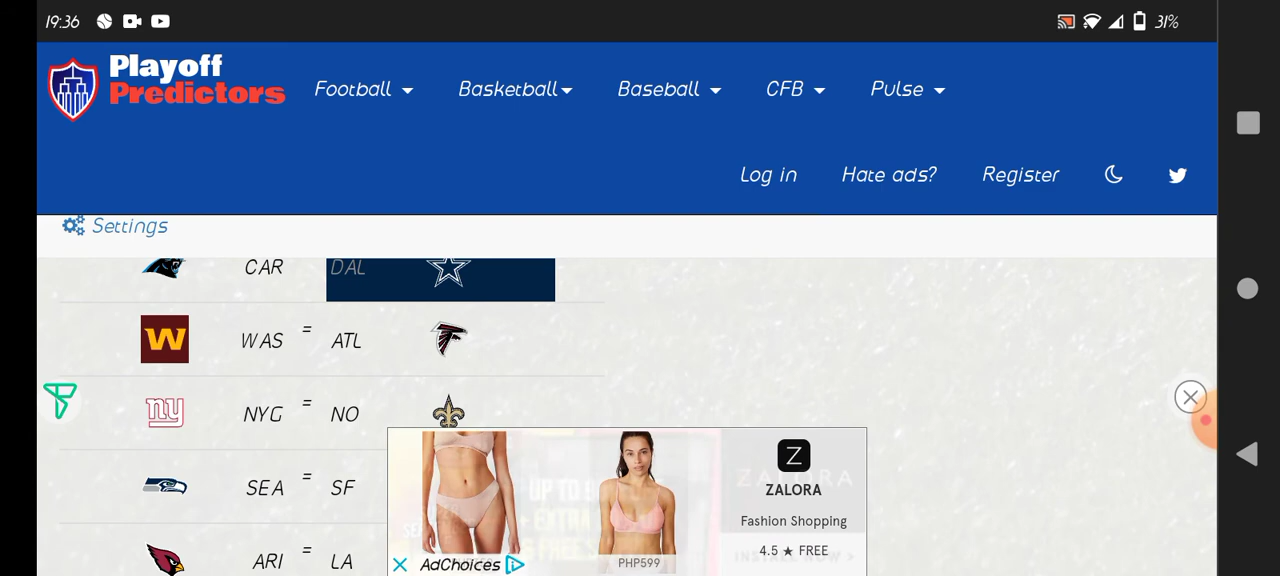 19:36 31%
Playoff
Predictors
Football Basketball Baseball CFB Pulse
Log in Hate ads? Register
Settings
CAR DAL
WAS = ATL
W
NYG = NO
ny
SEA = SF
ARI = LA
Z
ZALORA
Fashion Shopping
4.5 ★ FREE
AdChoices
PHP599